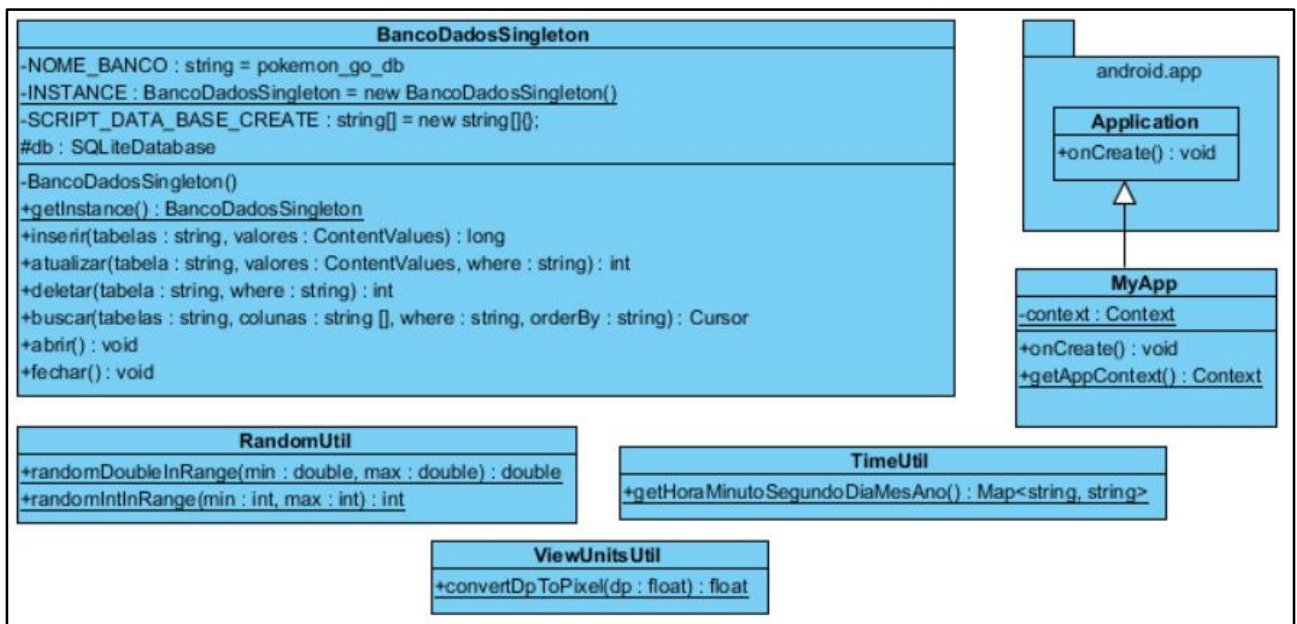 BancoDadosSingleton
-NOME_BANCO : string = pokemon_go_db
-INSTANCE : BancoDadosSingleton = new BancoDadosSingleton()
-SCRIPT_DATA_BASE_CREATE : string[] = new string[]{};
#db : SQLiteDatabase
-BancoDadosSingleton()
+getInstance() : BancoDadosSingleton
+inserir(tabelas : string, valores : ContentValues) : long
+atualizar(tabela : string, valores : ContentValues, where : string) : int
+deletar(tabela : string, where : string) : int
+buscar(tabelas : string, colunas : string [], where : string, orderBy : string) : Cursor
+abrir() : void
+fechar() : void
android.app
Application
+onCreate() : void
MyApp
-context : Context
+onCreate() : void
+getAppContext() : Context
RandomUtil
+randomDoubleInRange(min : double, max : double) : double
+randomIntInRange(min : int, max : int) : int
TimeUtil
+getHoraMinutoSegundoDiaMesAno() : Map<string, string>
ViewUnitsUtil
+convertDpToPixel(dp : float) : float